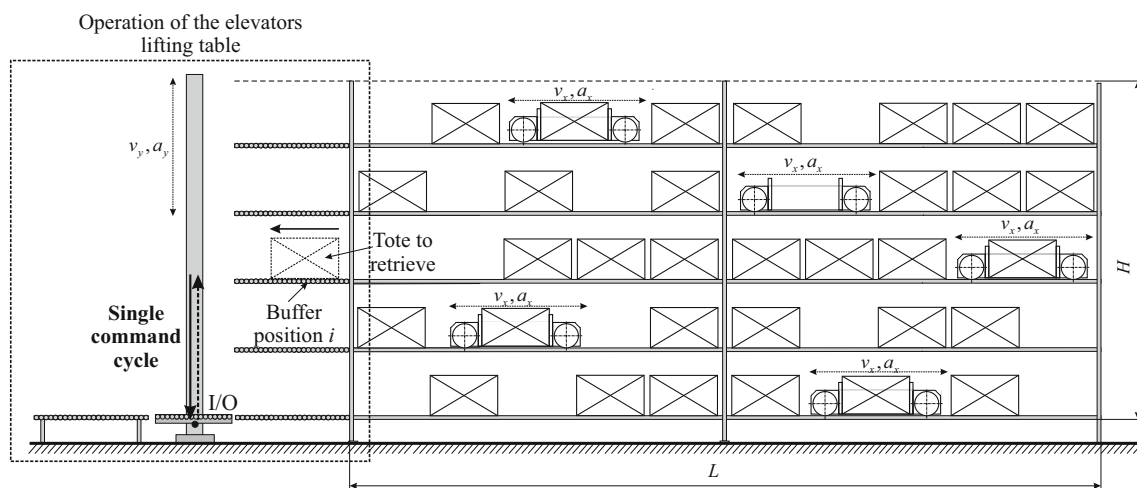 Operation of the elevators
lifting table
v_y, a_y
v_x, a_x
v_x, a_x
v_x, a_x
Tote to
retrieve
Buffer
position i
v_x, a_x
Single
command
cycle
I/O
v_x, a_x
H
L